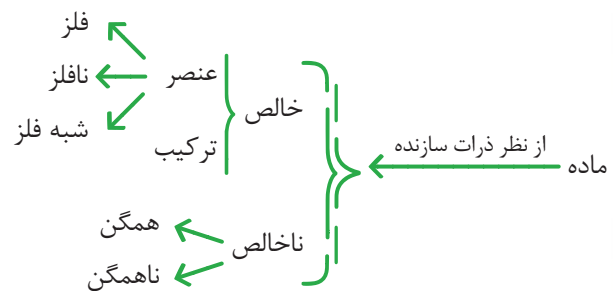 ماده
از نظر ذرات سازنده
خالص
عنصر
فلز
نافلز
شبه فلز
ترکیب
ناخالص
همگن
ناهمگن